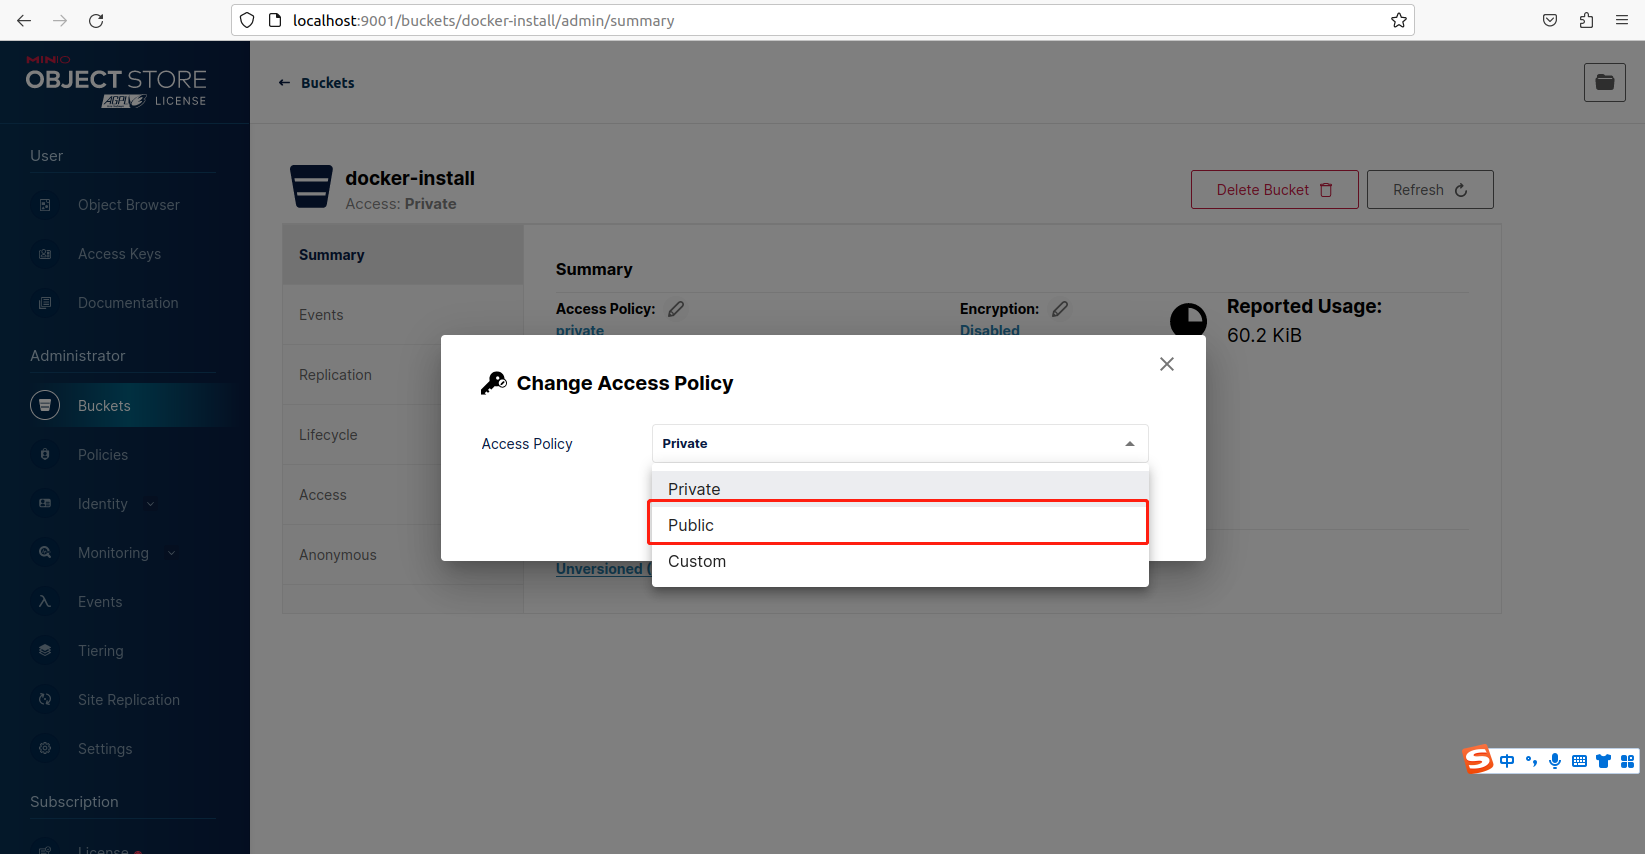 localhost:9001/buckets/docker-install/admin/summary
MINIO
OBJECT STORE
AGPLV3 LICENSE
User
Object Browser
Access Keys
Documentation
Administrator
Buckets
Policies
Identity
Monitoring
Events
Tiering
Site Replication
Settings
Subscription
License
← Buckets
docker-install
Access: Private
Delete Bucket
Refresh
Summary
Events
Replication
Lifecycle
Access
Anonymous
Summary
Access Policy:
private
Encryption:
Disabled
Reported Usage:
60.2 KiB
Unversioned (
Change Access Policy
Access Policy
Private
Private
Public
Custom
S 中